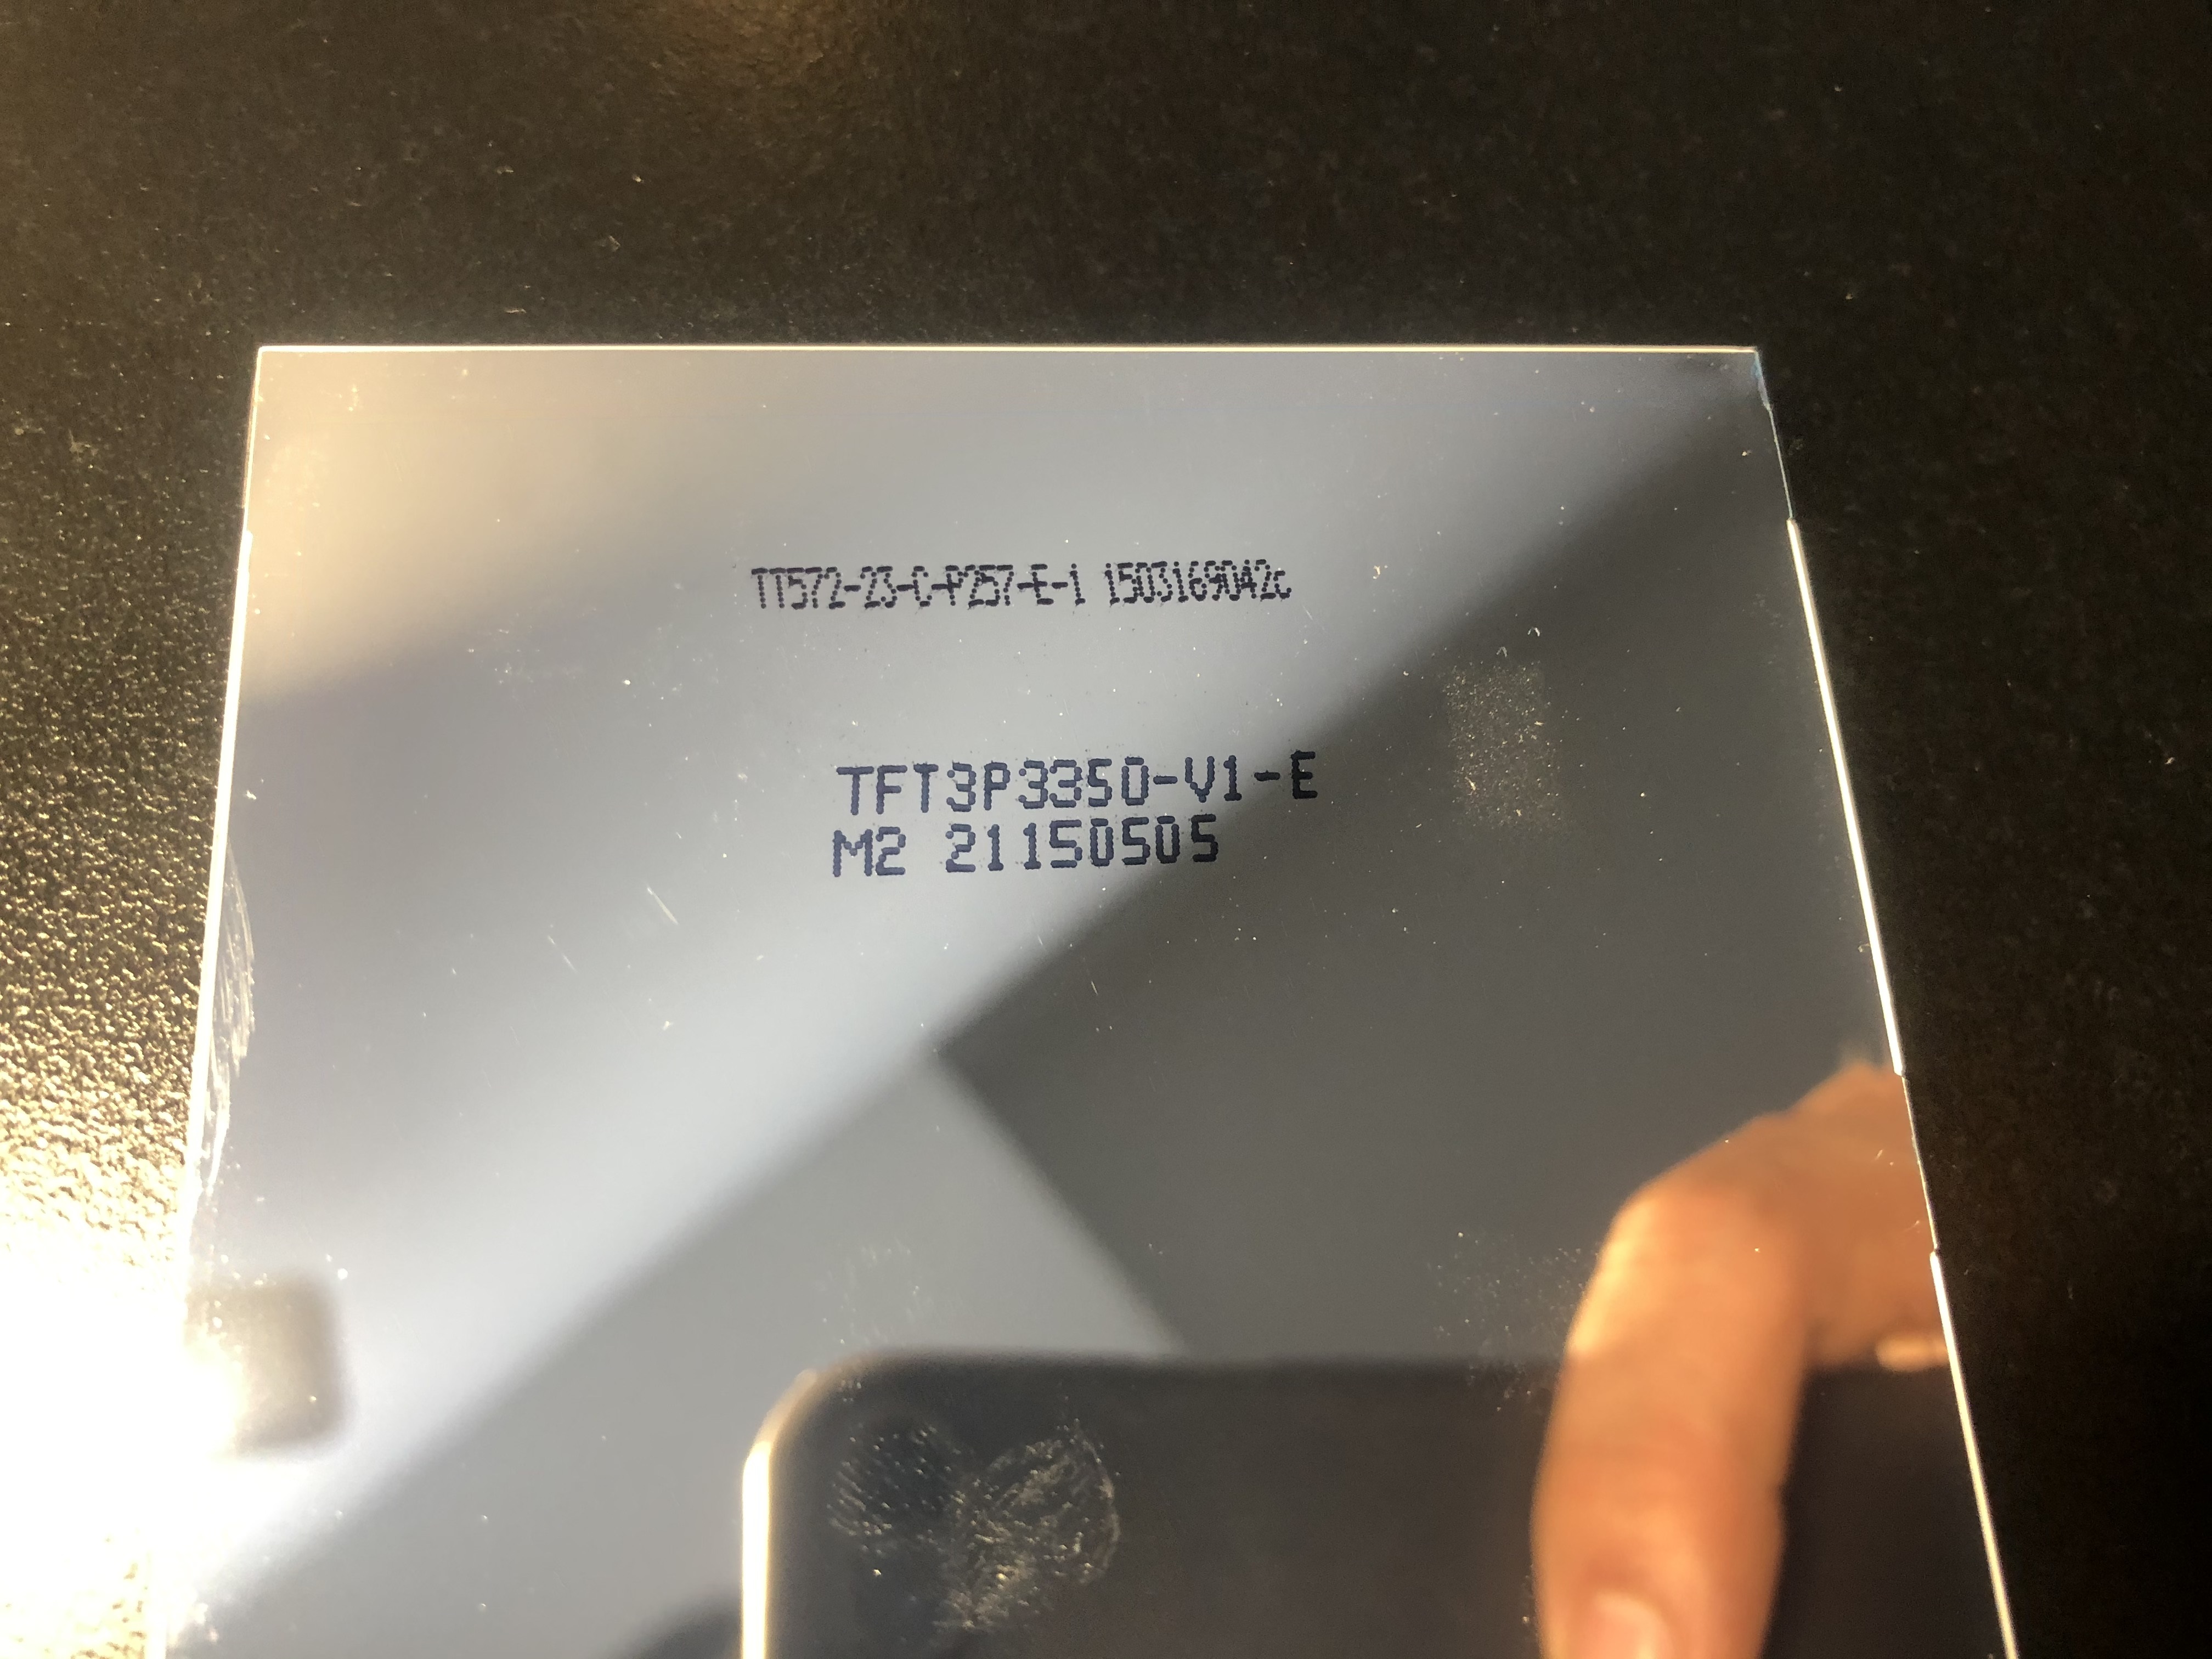 TT572-23-C-P257-E-1 1503169042c
TFT3P3350-V1-E
M2 21150505